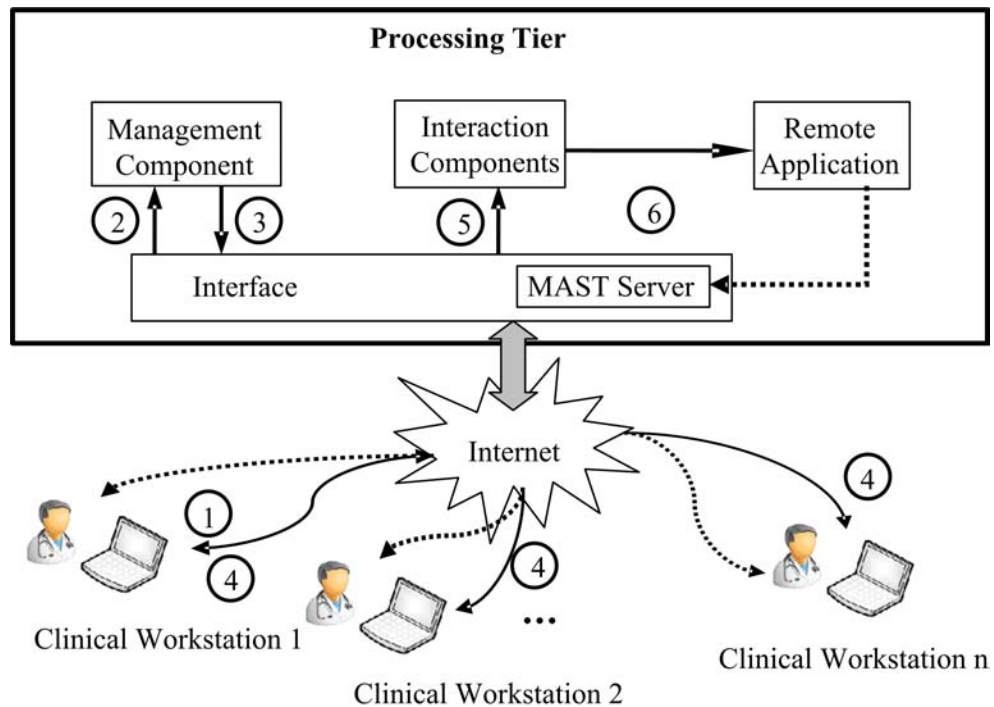 Processing Tier
Management
Component
Interaction
Components
Remote
Application
2
3
5
6
Interface
MAST Server
Internet
1
4
4
4
...
Clinical Workstation 1
Clinical Workstation 2
Clinical Workstation n